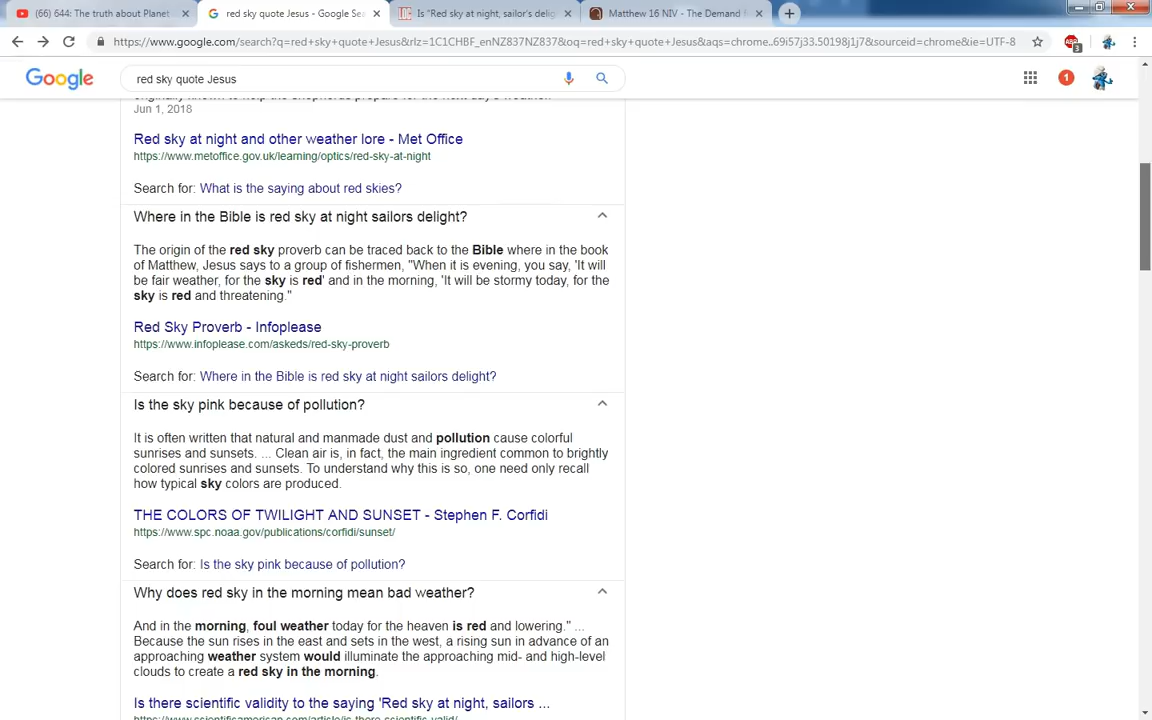 (66) 644: The truth about Planet
red sky quote Jesus - Google Sea
Is "Red sky at night, sailor's delig
Matthew 16 NIV - The Demand f
https://www.google.com/search?q=red+sky+quote+Jesus&rlz=1C1CHBF_enNZ837NZ837&oq=red+sky+quote+Jesus&aqs=chrome..69i57j33.50198j1j7&sourceid=chrome&ie=UTF-8
3
Google
red sky quote Jesus
1
originally known to help the shepherds prepare for the next day's weather.
Jun 1, 2018
Red sky at night and other weather lore - Met Office
https://www.metoffice.gov.uk/learning/optics/red-sky-at-night
Search for: What is the saying about red skies?
Where in the Bible is red sky at night sailors delight?
The origin of the red sky proverb can be traced back to the Bible where in the book
of Matthew, Jesus says to a group of fishermen, "When it is evening, you say, 'It will
be fair weather, for the sky is red' and in the morning, 'It will be stormy today, for the
sky is red and threatening."
Red Sky Proverb - Infoplease
https://www.infoplease.com/askeds/red-sky-proverb
Search for: Where in the Bible is red sky at night sailors delight?
Is the sky pink because of pollution?
It is often written that natural and manmade dust and pollution cause colorful
sunrises and sunsets. ... Clean air is, in fact, the main ingredient common to brightly
colored sunrises and sunsets. To understand why this is so, one need only recall
how typical sky colors are produced.
THE COLORS OF TWILIGHT AND SUNSET - Stephen F. Corfidi
https://www.spc.noaa.gov/publications/corfidi/sunset/
Search for: Is the sky pink because of pollution?
Why does red sky in the morning mean bad weather?
And in the morning, foul weather today for the heaven is red and lowering." ...
Because the sun rises in the east and sets in the west, a rising sun in advance of an
approaching weather system would illuminate the approaching mid- and high-level
clouds to create a red sky in the morning.
Is there scientific validity to the saying 'Red sky at night, sailors ...
https://www.scientificamerican.com/article/is-there-scientific-valid/